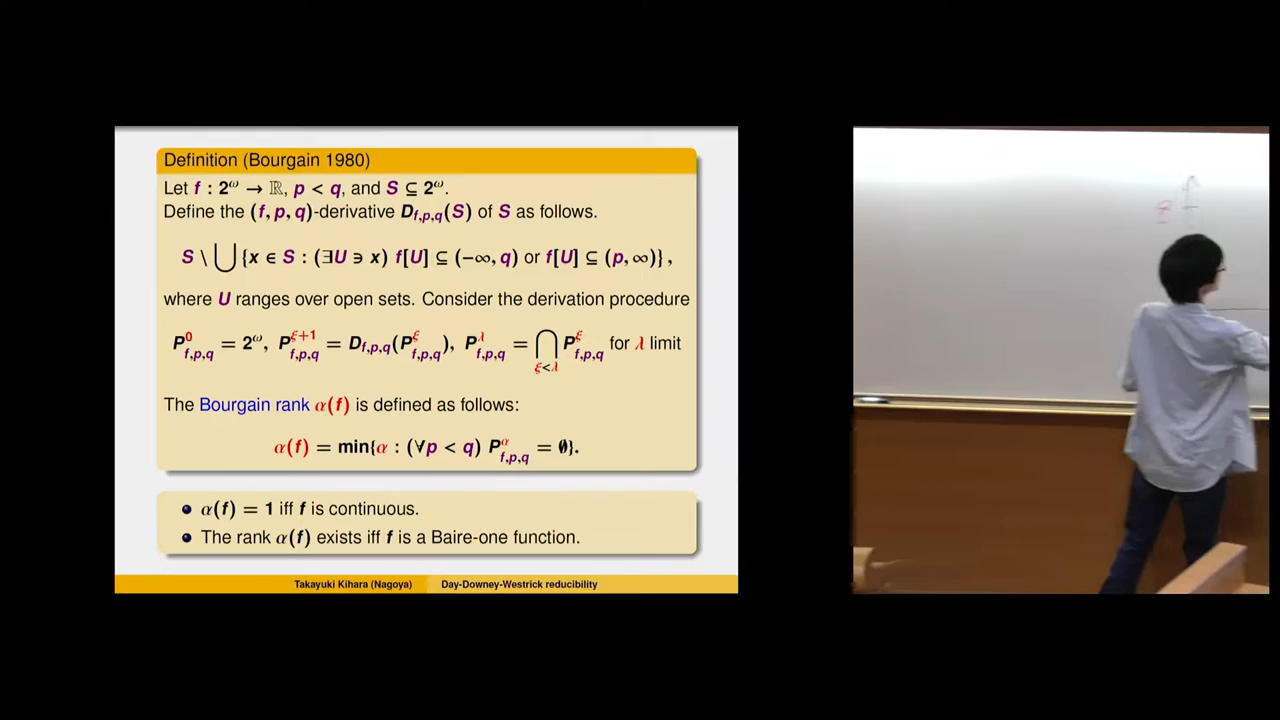 Definition (Bourgain 1980)
Let f : 2^ω → ℝ, p < q, and S ⊆ 2^ω.
Define the (f, p, q)-derivative D_{f,p,q}(S) of S as follows.
S \ ⋃ {x ∈ S : (∃U ∋ x) f[U] ⊆ (-∞, q) or f[U] ⊆ (p, ∞)},
where U ranges over open sets. Consider the derivation procedure
P^0_{f,p,q} = 2^ω, P^{ξ+1}_{f,p,q} = D_{f,p,q}(P^ξ_{f,p,q}), P^λ_{f,p,q} = ⋂_{ξ<λ} P^ξ_{f,p,q} for λ limit
The Bourgain rank α(f) is defined as follows:
α(f) = min{α : (∀p < q) P^α_{f,p,q} = ∅}.
• α(f) = 1 iff f is continuous.
• The rank α(f) exists iff f is a Baire-one function.
Takayuki Kihara (Nagoya) Day-Downey-Westrick reducibility